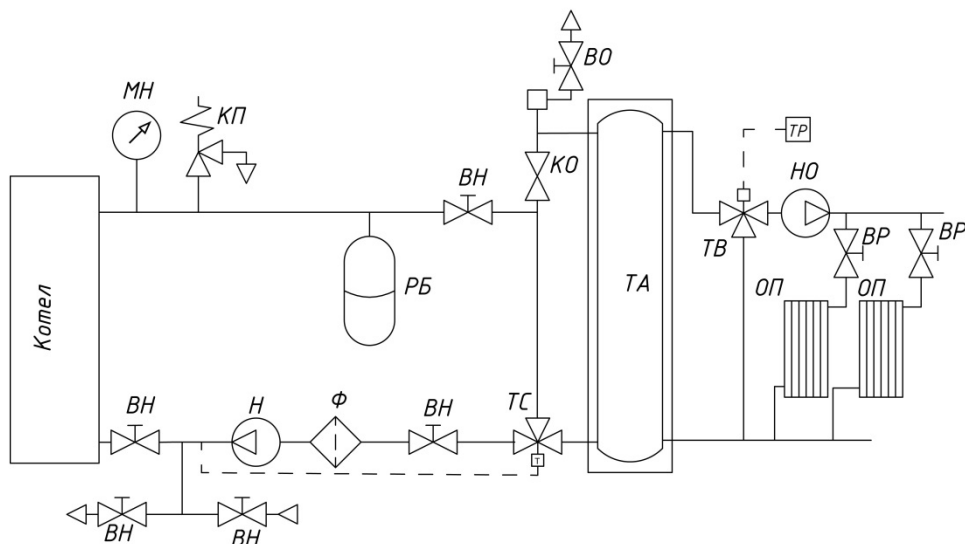 ВО
МН
КП
ТР
КО
ВН
НО
ВР
ВР
ТВ
РБ
ТА
ОП
ОП
Котел
ВН
Н
Ф
ВН
ТС
Т
ВН
ВН